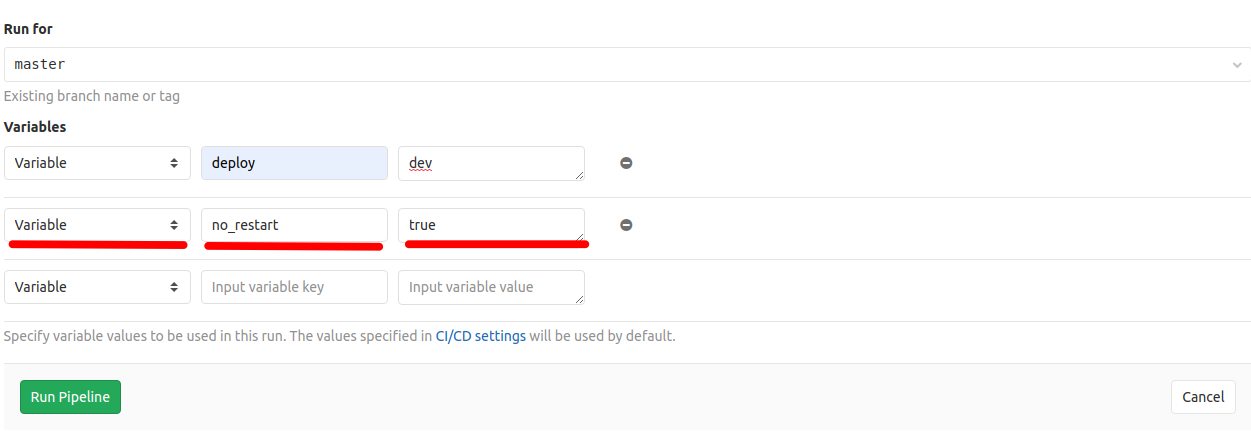 Run for
master
Existing branch name or tag
Variables
Variable deploy dev
Variable no_restart true
Variable Input variable key Input variable value
Specify variable values to be used in this run. The values specified in CI/CD settings will be used by default.
Run Pipeline Cancel